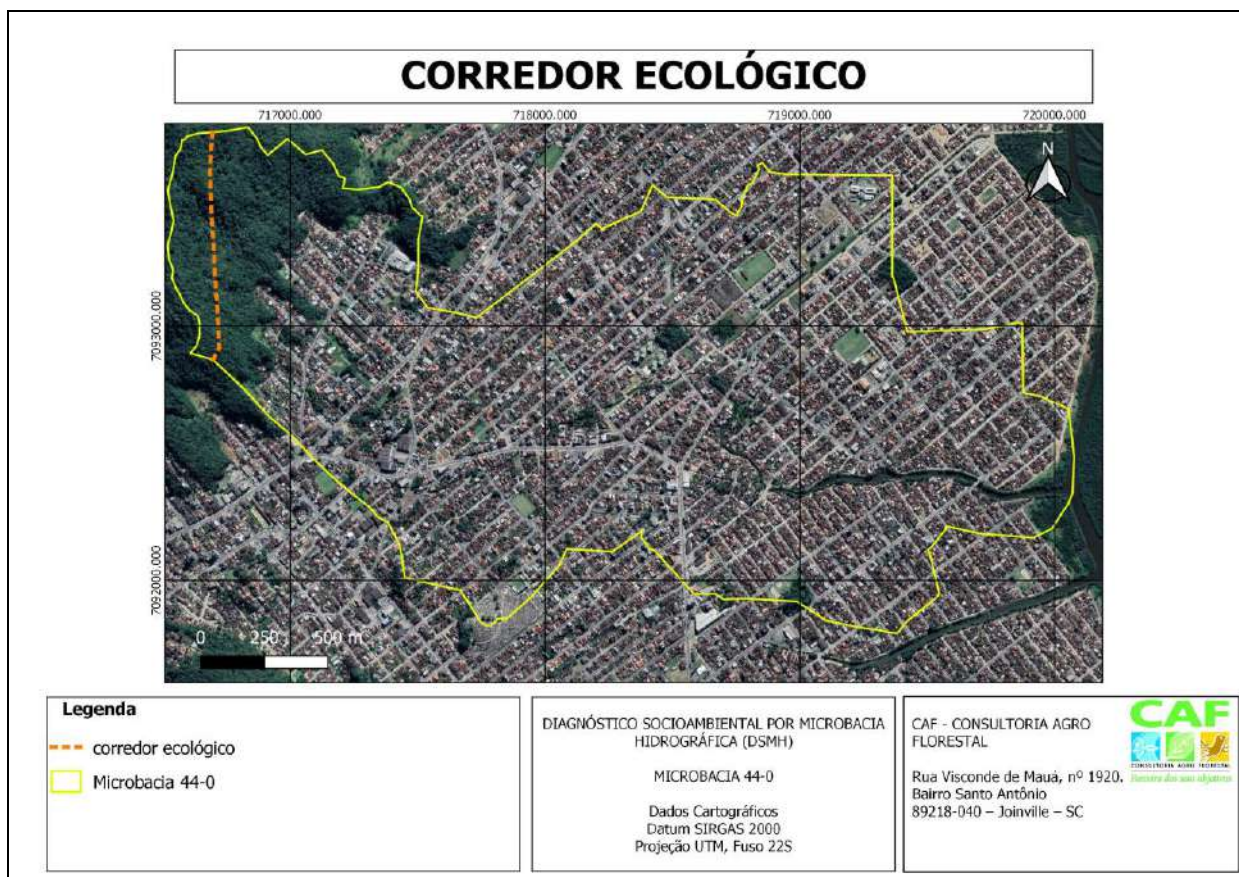 CORREDOR ECOLÓGICO
717000.000 718000.000 719000.000 720000.000
N
7093000.000
7092000.000
0 250 500 m
Legenda
corredor ecológico
Microbacia 44-0
DIAGNÓSTICO SOCIOAMBIENTAL POR MICROBACIA
HIDROGRÁFICA (DSMH)
MICROBACIA 44-0
Dados Cartográficos
Datum SIRGAS 2000
Projeção UTM, Fuso 22S
CAF - CONSULTORIA AGRO
FLORESTAL
Rua Visconde de Mauá, nº 1920.
Bairro Santo Antônio
89218-040 – Joinville – SC
CAF
CONSULTORIA AGRO FLORESTAL